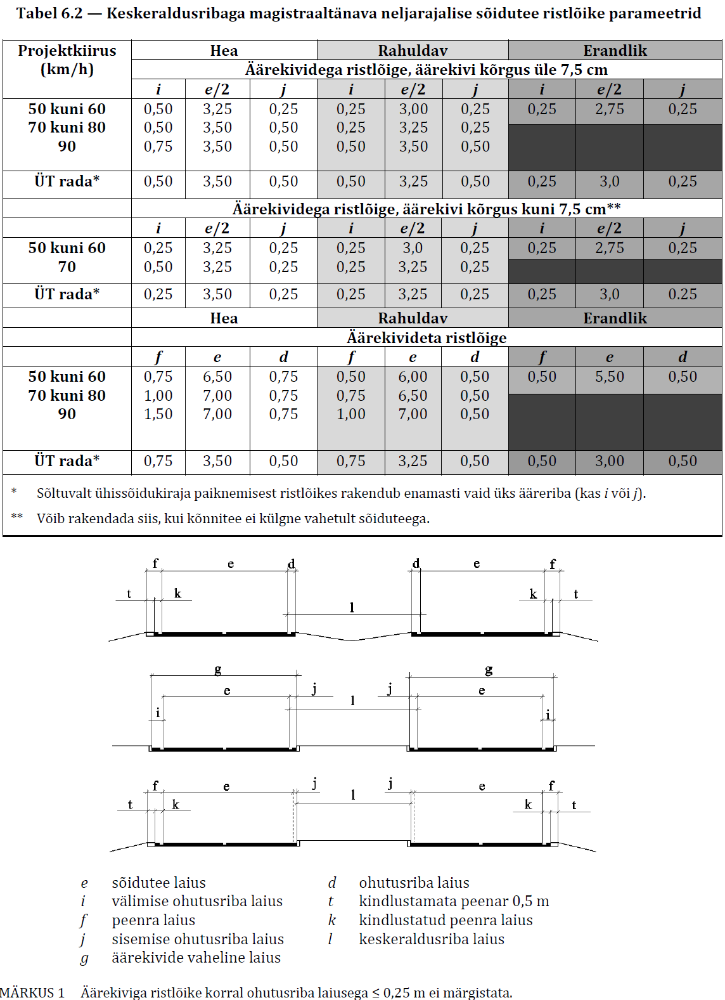 Tabel 6.2 — Keskeraldusribaga magistraaltänava neljarajalise sõidutee ristlõike parameetrid
Projektkiirus (km/h) Hea Rahuldav Erandlik
Äärekividega ristlõige, äärekivi kõrgus üle 7,5 cm
i e/2 j i e/2 j i e/2 j
50 kuni 60 0,50 3,25 0,25 0,25 3,00 0,25 0,25 2,75 0,25
70 kuni 80 0,50 3,50 0,50 0,25 3,25 0,25
90 0,75 3,50 0,50 0,50 3,50 0,50
ÜT rada* 0,50 3,50 0,50 0,50 3,25 0,50 0,25 3,0 0,25
Äärekividega ristlõige, äärekivi kõrgus kuni 7,5 cm**
i e/2 j i e/2 j i e/2 j
50 kuni 60 0,25 3,25 0,25 0,25 3,0 0,25 0,25 2,75 0,25
70 0,50 3,25 0,25 0,25 3,25 0,25
ÜT rada* 0,25 3,50 0,25 0,25 3,25 0,25 0,25 3,0 0.25
Hea Rahuldav Erandlik
Äärekivideta ristlõige
f e d f e d f e d
50 kuni 60 0,75 6,50 0,75 0,50 6,00 0,50 0,50 5,50 0,50
70 kuni 80 1,00 7,00 0,75 0,75 6,50 0,50
90 1,50 7,00 0,75 1,00 7,00 0,50
ÜT rada* 0,75 3,50 0,50 0,75 3,25 0,50 0,50 3,00 0,50
* Sõltuvalt ühissõidukiraja paiknemisest ristlõikes rakendub enamasti vaid üks ääreriba (kas i või j).
** Võib rakendada siis, kui kõnnitee ei külgne vahetult sõiduteega.
f e d d e f
t k k t
l
g g
e j j e
l
i i
f e j j e f
l
t k k t
e sõidutee laius d ohutusriba laius
i välimise ohutusriba laius t kindlustamata peenar 0,5 m
f peenra laius k kindlustatud peenra laius
j sisemise ohutusriba laius l keskeraldusriba laius
g äärekivide vaheline laius
MÄRKUS 1 Äärekiviga ristlõike korral ohutusriba laiusega ≤ 0,25 m ei märgistata.